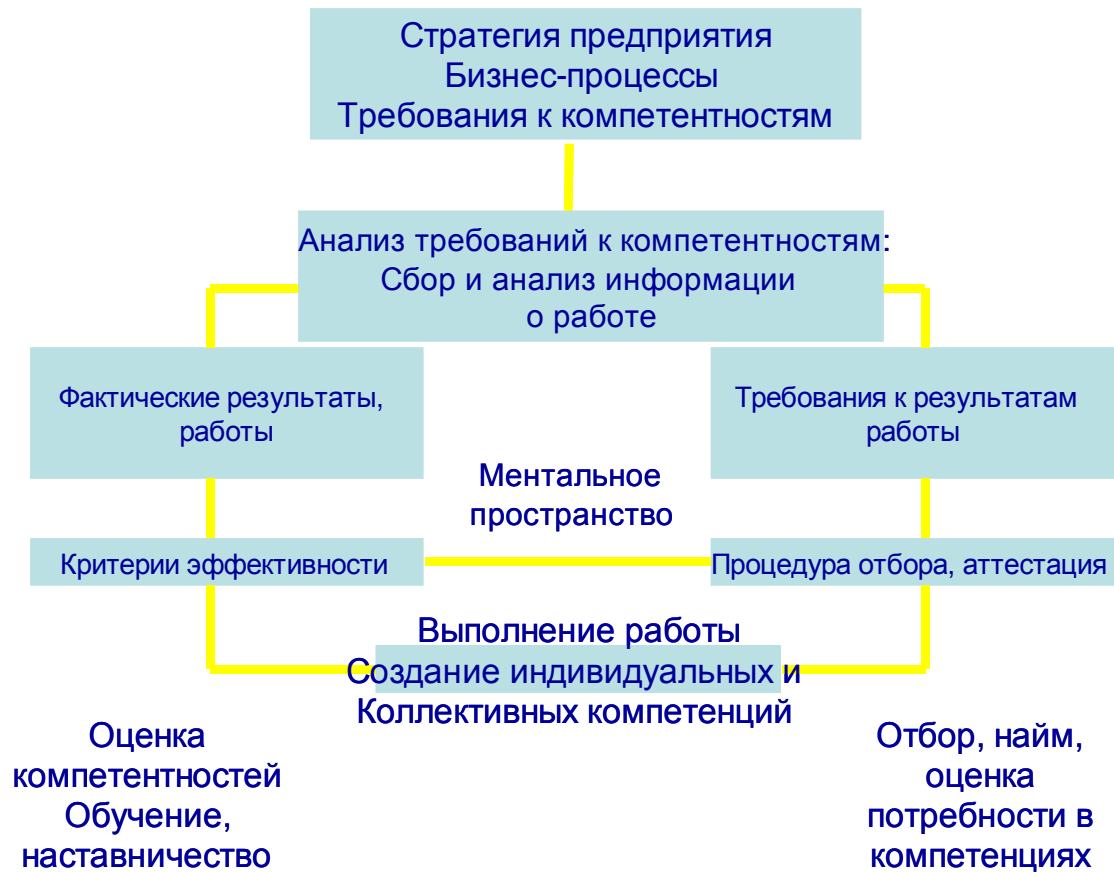 Стратегия предприятия
Бизнес-процессы
Требования к компетентностям
Анализ требований к компетентностям:
Сбор и анализ информации
о работе
Фактические результаты,
работы
Требования к результатам
работы
Ментальное
пространство
Критерии эффективности
Процедура отбора, аттестация
Выполнение работы
Создание индивидуальных и
Коллективных компетенций
Оценка
компетентностей
Обучение,
наставничество
Отбор, найм,
оценка
потребности в
компетенциях